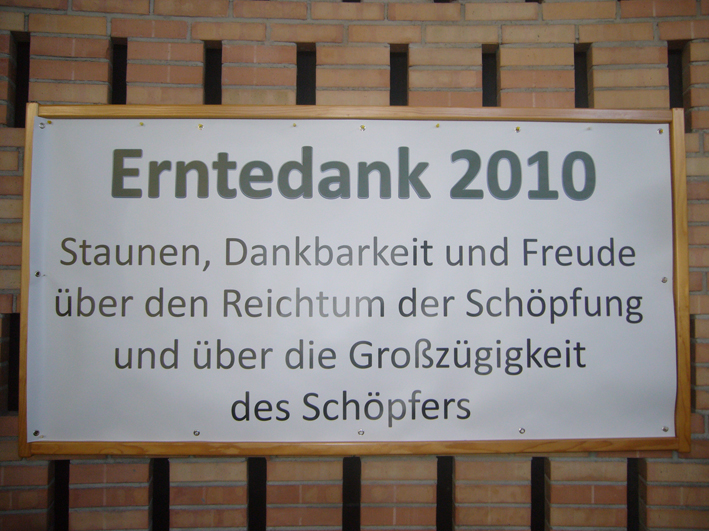 Erntedank 2010
Staunen, Dankbarkeit und Freude
über den Reichtum der Schöpfung
und über die Großzügigkeit
des Schöpfers